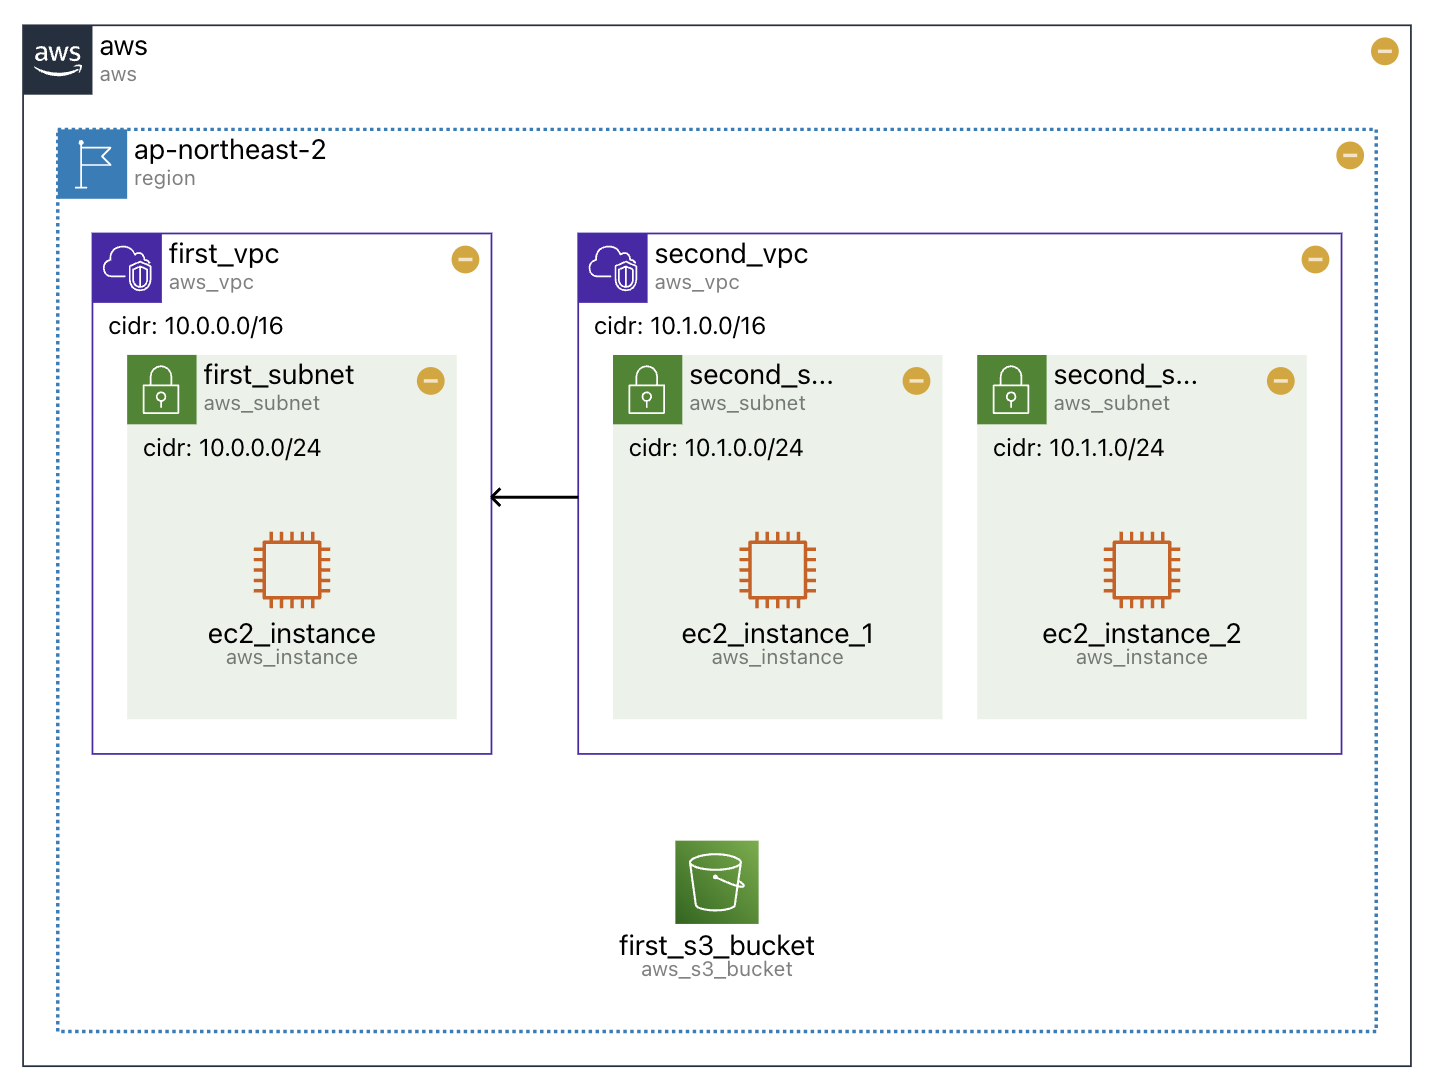 aws
aws
aws
ap-northeast-2
region
first_vpc
aws_vpc
cidr: 10.0.0.0/16
first_subnet
aws_subnet
cidr: 10.0.0.0/24
ec2_instance
aws_instance
second_vpc
aws_vpc
cidr: 10.1.0.0/16
second_s...
aws_subnet
cidr: 10.1.0.0/24
ec2_instance_1
aws_instance
second_s...
aws_subnet
cidr: 10.1.1.0/24
ec2_instance_2
aws_instance
first_s3_bucket
aws_s3_bucket